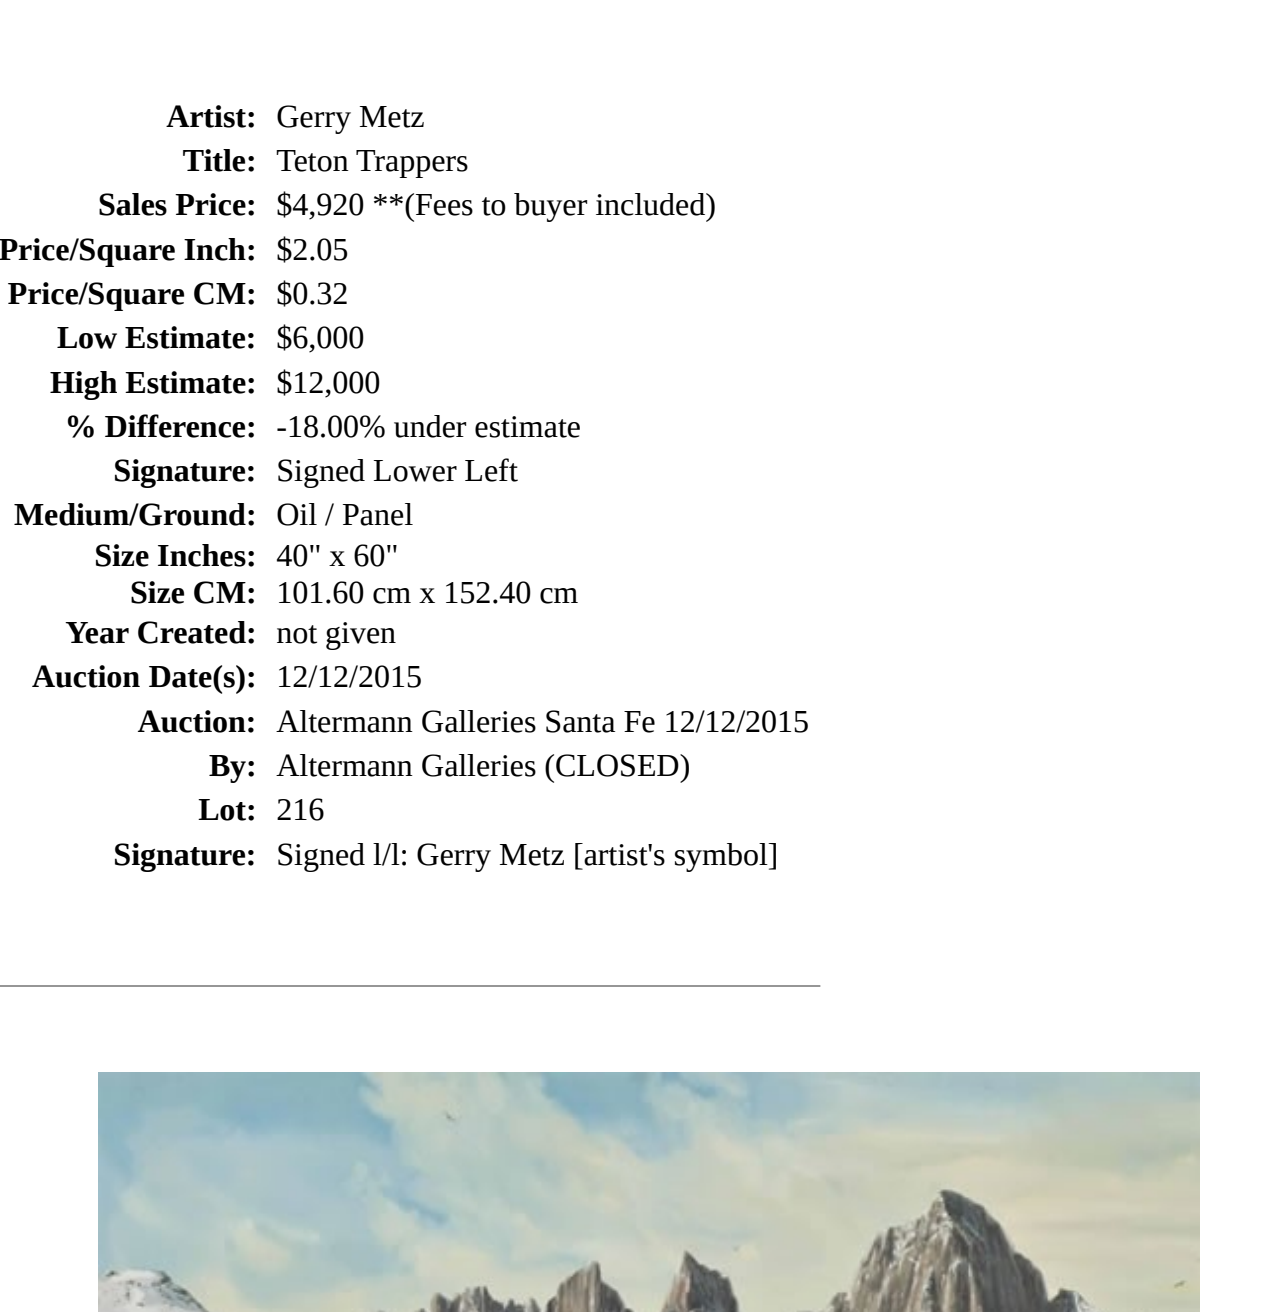 Artist: Gerry Metz
Title: Teton Trappers
Sales Price: $4,920 **(Fees to buyer included)
Price/Square Inch: $2.05
Price/Square CM: $0.32
Low Estimate: $6,000
High Estimate: $12,000
% Difference: -18.00% under estimate
Signature: Signed Lower Left
Medium/Ground: Oil / Panel
Size Inches: 40" x 60"
Size CM: 101.60 cm x 152.40 cm
Year Created: not given
Auction Date(s): 12/12/2015
Auction: Altermann Galleries Santa Fe 12/12/2015
By: Altermann Galleries (CLOSED)
Lot: 216
Signature: Signed l/l: Gerry Metz [artist's symbol]